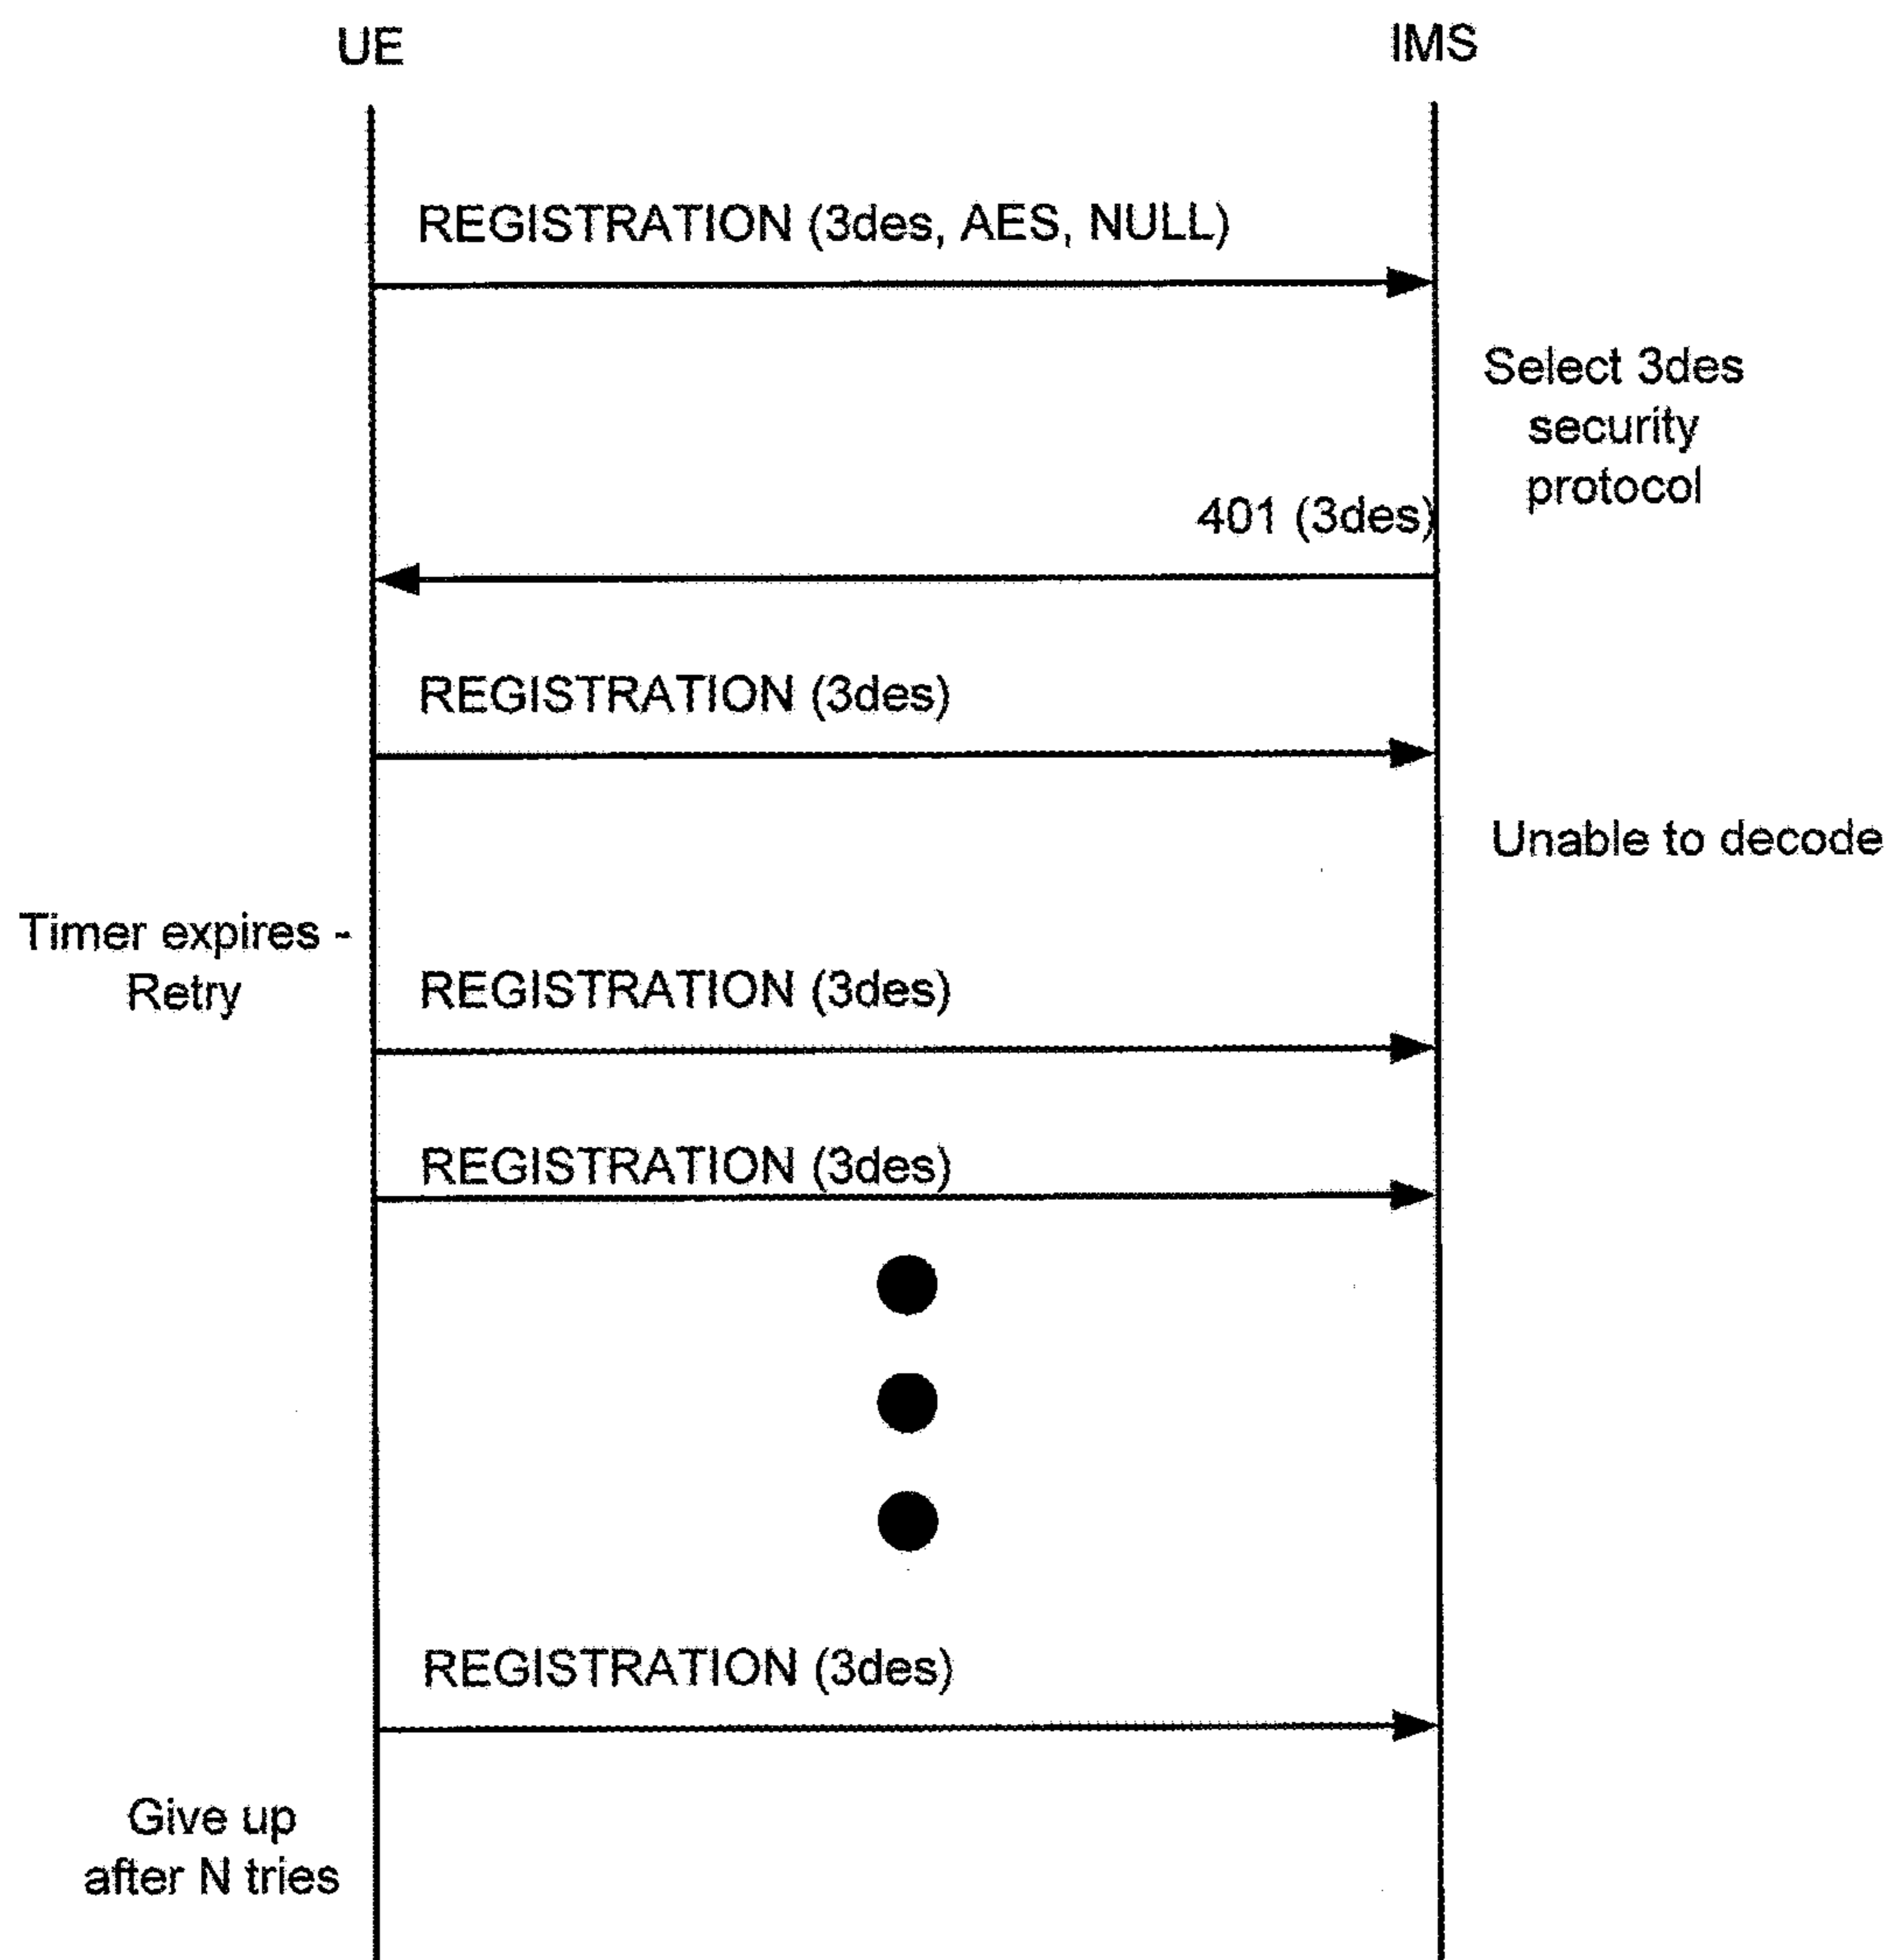 UE
IMS
REGISTRATION (3des, AES, NULL)
Select 3des
security
protocol
401 (3des)
REGISTRATION (3des)
Unable to decode
Timer expires -
Retry
REGISTRATION (3des)
REGISTRATION (3des)
REGISTRATION (3des)
Give up
after N tries